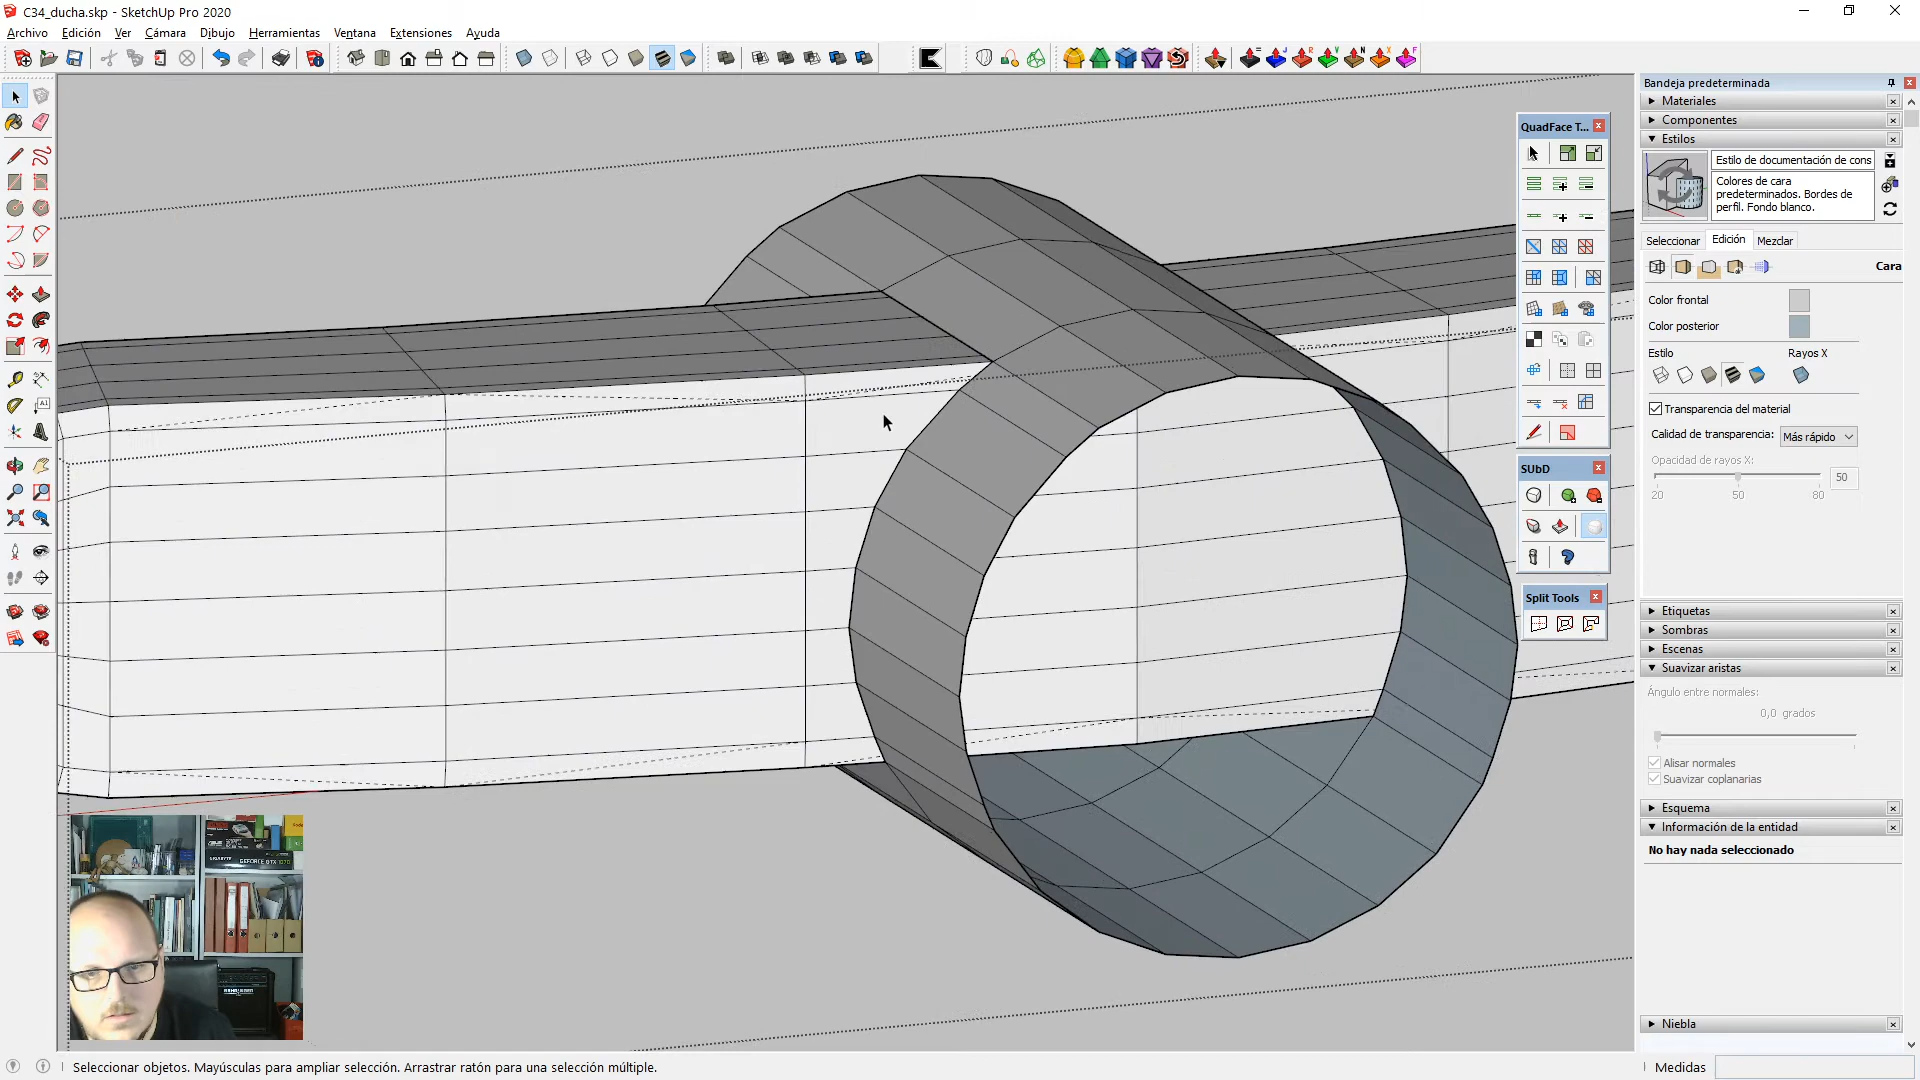 C34_ducha.skp - SketchUp Pro 2020
Archivo Edición Ver Cámara Dibujo Herramientas Ventana Extensiones Ayuda
Bandeja predeterminada
Materiales
Componentes
Estilos
Estilo de documentación de cons
Colores de cara
predeterminados. Bordes de
perfil. Fondo blanco.
Seleccionar Edición Mezclar
Cara
Color frontal
Color posterior
Estilo Rayos X
Transparencia del material
Calidad de transparencia: Más rápido
Opacidad de rayos X:
50
20 50 80
Etiquetas
Sombras
Escenas
Suavizar aristas
Ángulo entre normales:
0,0 grados
Alisar normales
Suavizar coplanarias
Esquema
Información de la entidad
No hay nada seleccionado
Niebla
QuadFace T...
SUbD
Split Tools
GEFORCE GTX 1070
Seleccionar objetos. Mayúsculas para ampliar selección. Arrastrar ratón para una selección múltiple.
Medidas